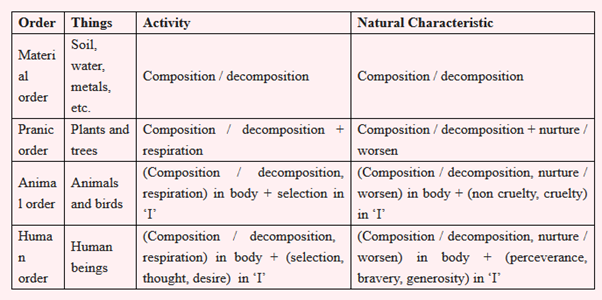 Order Things Activity Natural Characteristic
Materi
al
order
Soil,
water,
metals,
etc.
Composition / decomposition
Composition / decomposition
Pranic
order
Plants and
trees
Composition / decomposition +
respiration
Composition / decomposition + nurture /
worsen
Anima
l order
Animals
and birds
(Composition / decomposition,
respiration) in body + selection in
‘I’
(Composition / decomposition, nurture /
worsen) in body + (non cruelty, cruelty)
in ‘I’
Huma
n
order
Human
beings
(Composition / decomposition,
respiration) in body + (selection,
thought, desire) in ‘I’
(Composition / decomposition, nurture /
worsen) in body + (perceverance,
bravery, generosity) in ‘I’